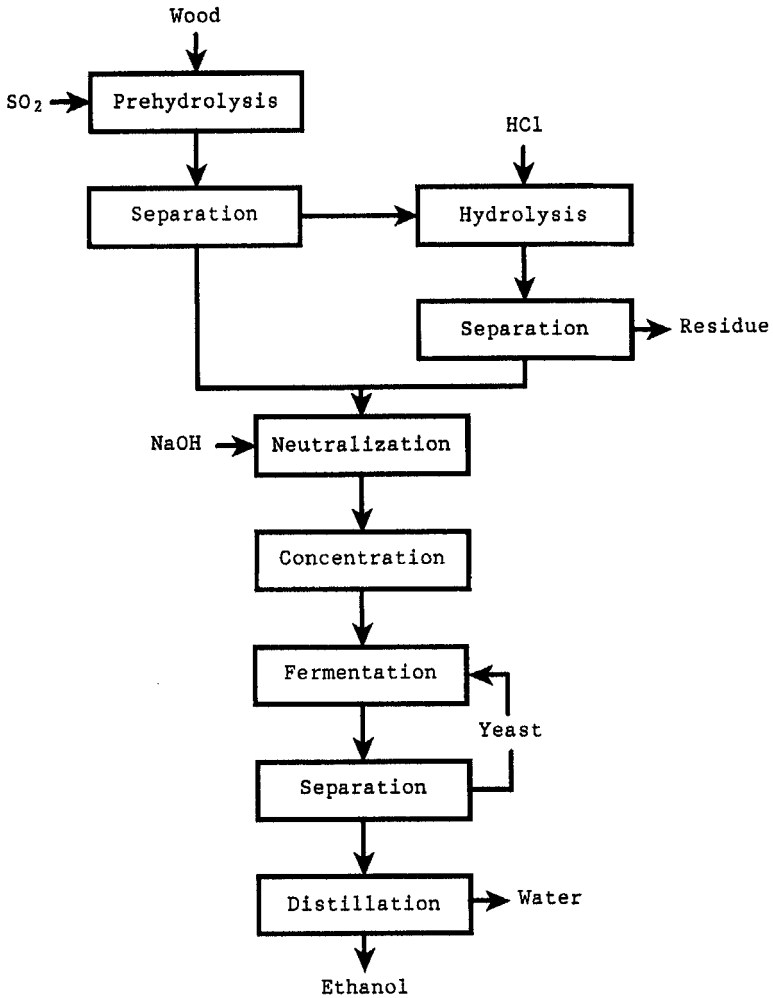 Wood
SO₂
Prehydrolysis
HCl
Separation
Hydrolysis
Separation
Residue
NaOH
Neutralization
Concentration
Fermentation
Yeast
Separation
Distillation
Water
Ethanol